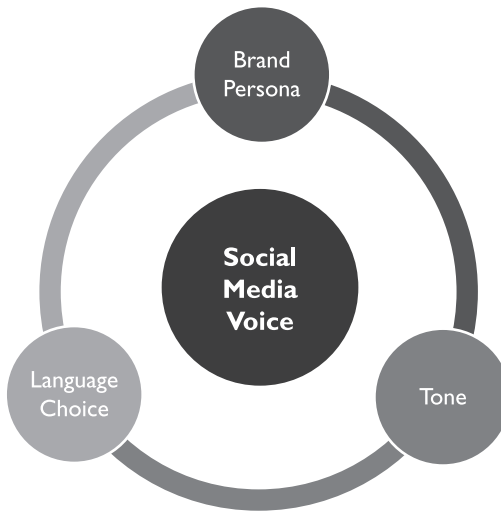 Brand
Persona
Social
Media
Voice
Language
Choice
Tone